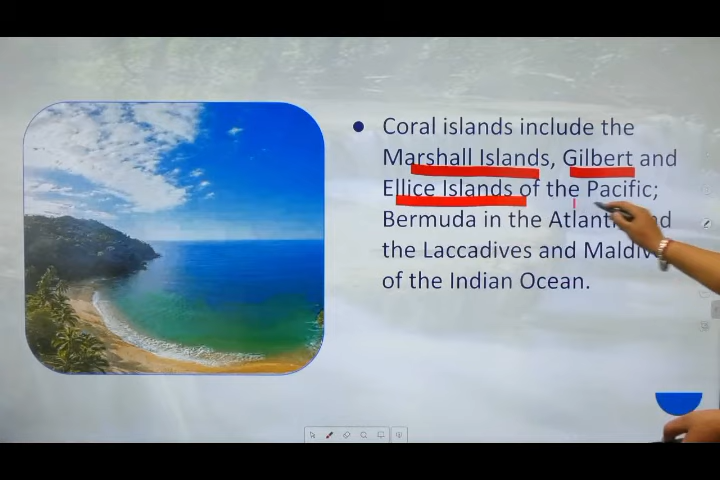 Coral islands include the
Marshall Islands, Gilbert and
Ellice Islands of the Pacific;
Bermuda in the
the Laccadives and
of the Indian Ocean.